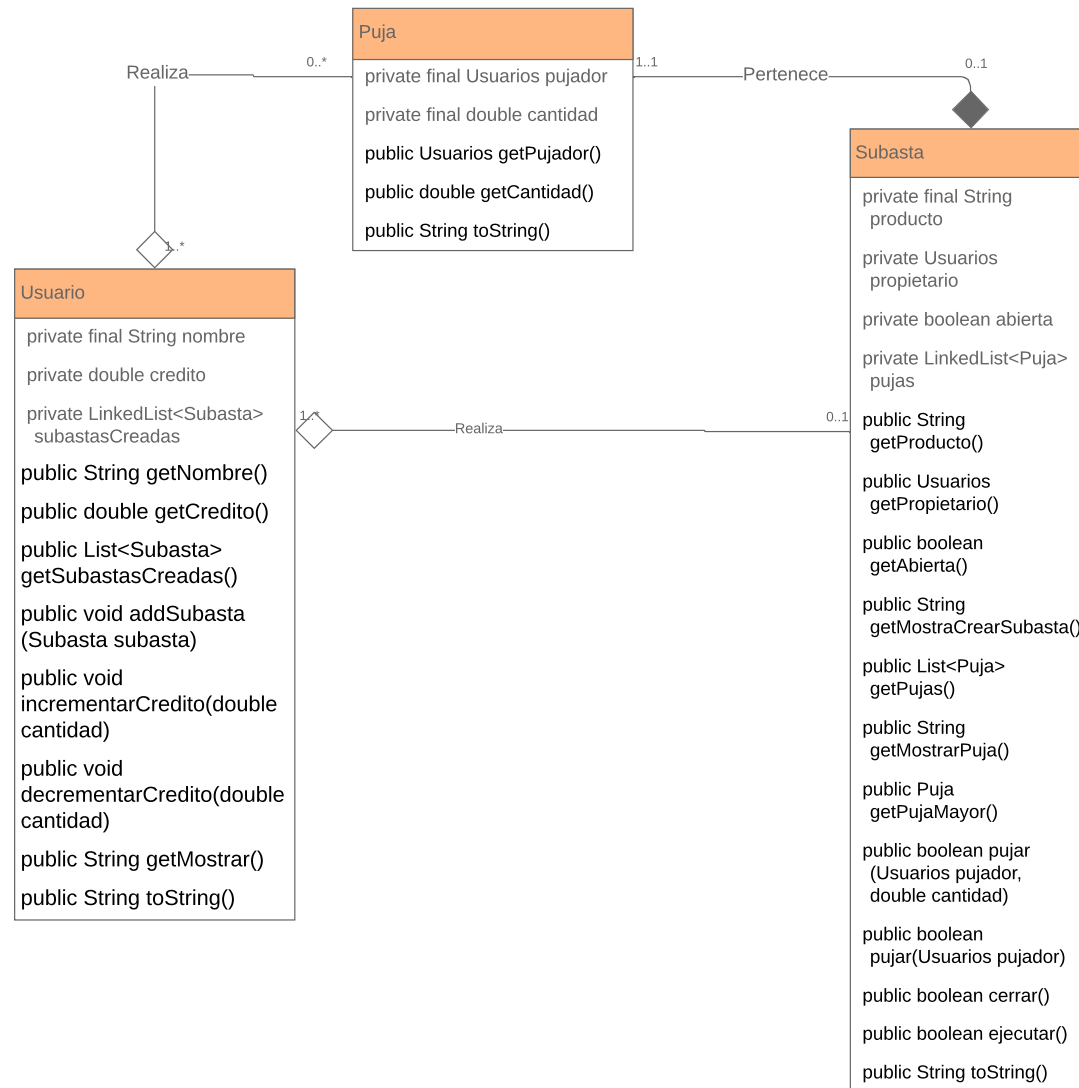 Puja
private final Usuarios pujador
private final double cantidad
public Usuarios getPujador()
public double getCantidad()
public String toString()
Realiza
0..*
1..1
Pertenece
0..1
1..*
Usuario
private final String nombre
private double credito
private LinkedList<Subasta>
subastasCreadas
public String getNombre()
public double getCredito()
public List<Subasta>
getSubastasCreadas()
public void addSubasta
(Subasta subasta)
public void
incrementarCredito(double
cantidad)
public void
decrementarCredito(double
cantidad)
public String getMostrar()
public String toString()
1..*
Realiza
0..1
Subasta
private final String
producto
private Usuarios
propietario
private boolean abierta
private LinkedList<Puja>
pujas
public String
getProducto()
public Usuarios
getPropietario()
public boolean
getAbierta()
public String
getMostraCrearSubasta()
public List<Puja>
getPujas()
public String
getMostrarPuja()
public Puja
getPujaMayor()
public boolean pujar
(Usuarios pujador,
double cantidad)
public boolean
pujar(Usuarios pujador)
public boolean cerrar()
public boolean ejecutar()
public String toString()